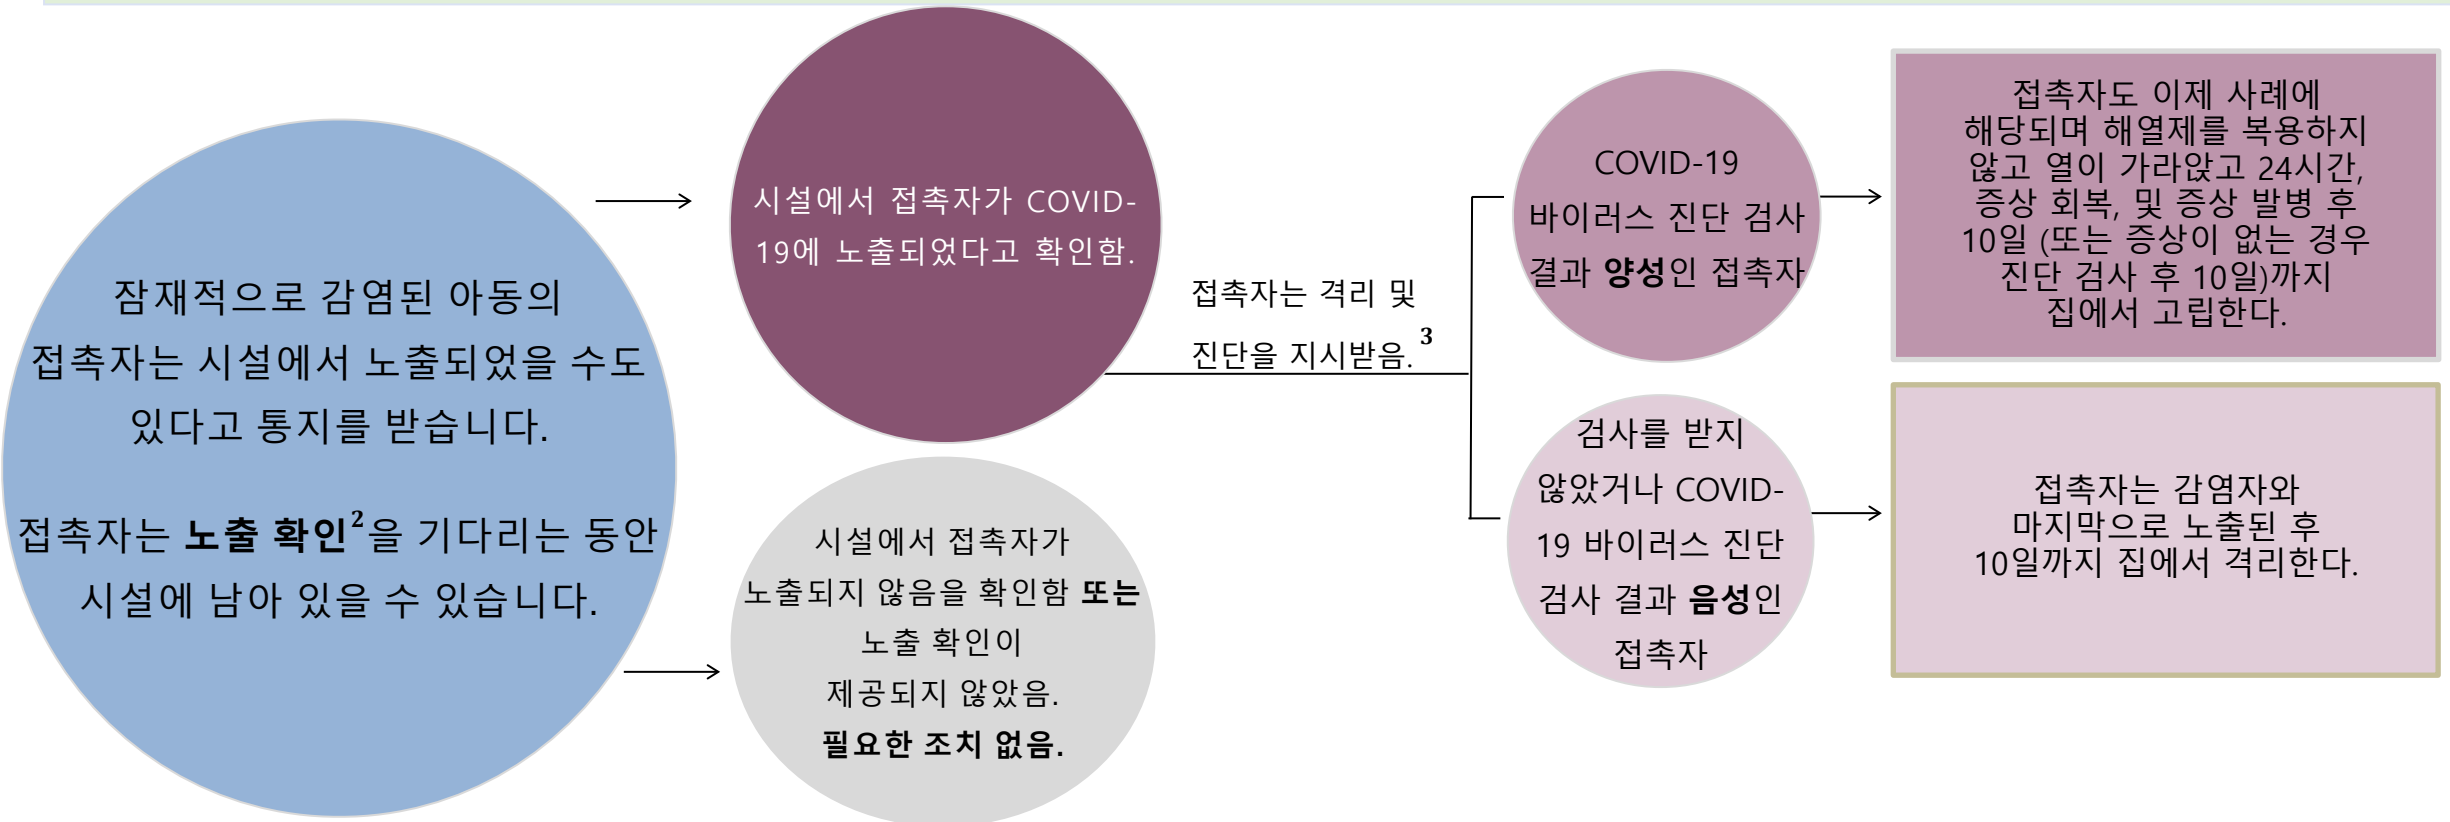 잠재적으로 감염된 아동의
접촉자는 시설에서 노출되었을 수도
있다고 통지를 받습니다.
접촉자는 노출 확인²을 기다리는 동안
시설에 남아 있을 수 있습니다.
시설에서 접촉자가 COVID-
19에 노출되었다고 확인함.
시설에서 접촉자가
노출되지 않음을 확인함 또는
노출 확인이
제공되지 않았음.
필요한 조치 없음.
접촉자는 격리 및
진단을 지시받음.³
COVID-19
바이러스 진단 검사
결과 양성인 접촉자
접촉자도 이제 사례에
해당되며 해열제를 복용하지
않고 열이 가라앉고 24시간,
증상 회복, 및 증상 발병 후
10일 (또는 증상이 없는 경우
진단 검사 후 10일)까지
집에서 고립한다.
검사를 받지
않았거나 COVID-
19 바이러스 진단
검사 결과 음성인
접촉자
접촉자는 감염자와
마지막으로 노출된 후
10일까지 집에서 격리한다.